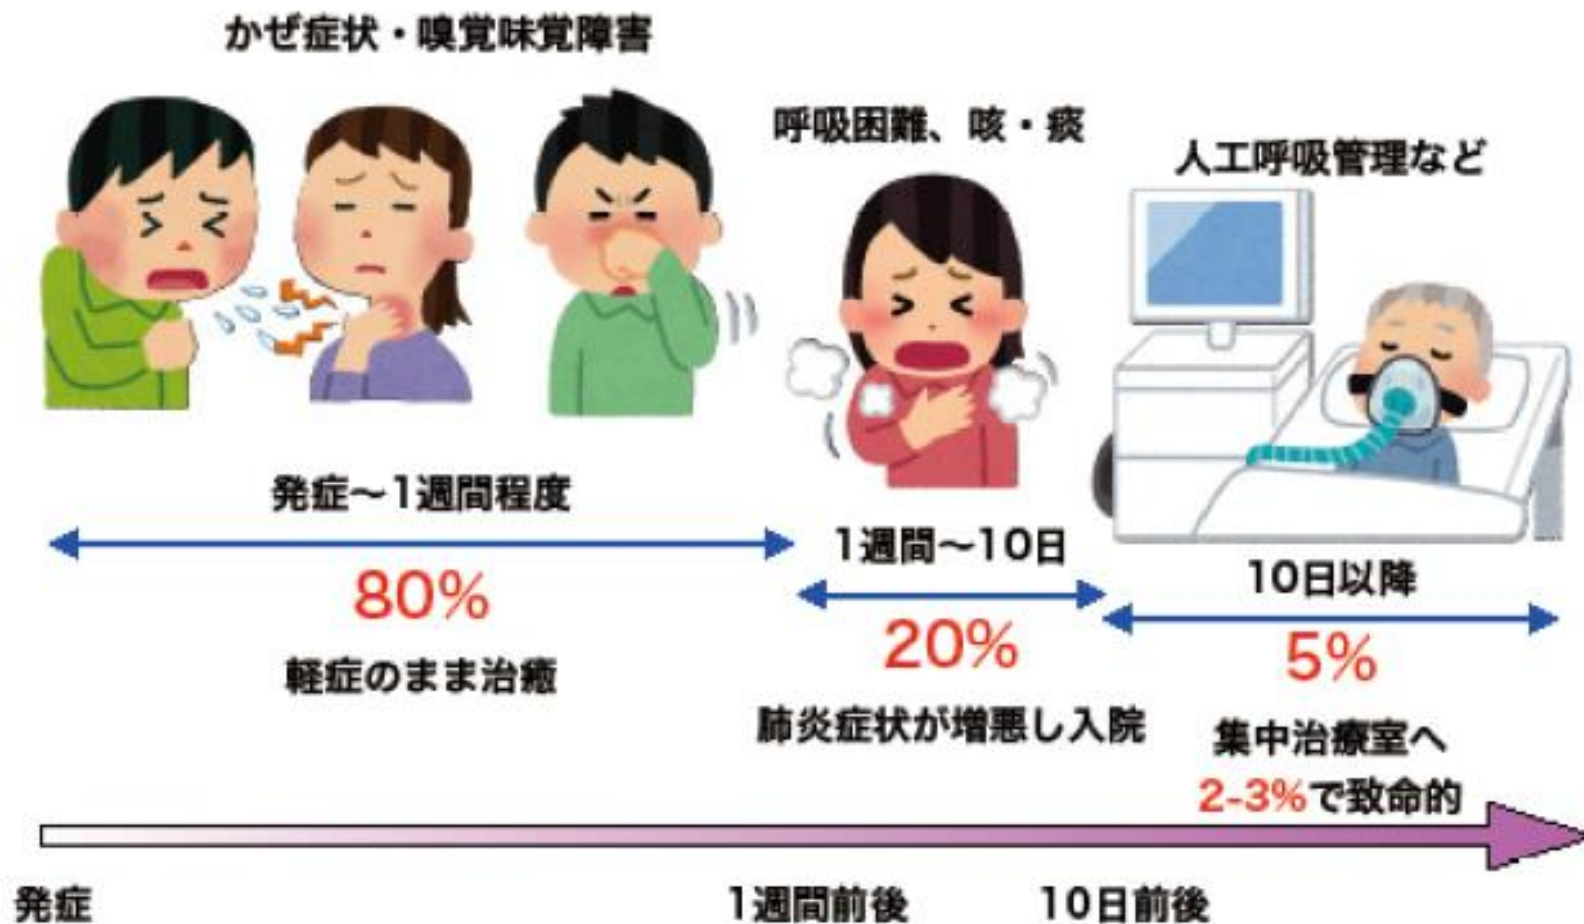 かぜ症状・嗅覚味覚障害
呼吸困難、咳・痰
人工呼吸管理など
発症〜1週間程度
80%
軽症のまま治癒
1週間〜10日
20%
肺炎症状が増悪し入院
10日以降
5%
集中治療室へ
2-3%で致命的
発症
1週間前後
10日前後